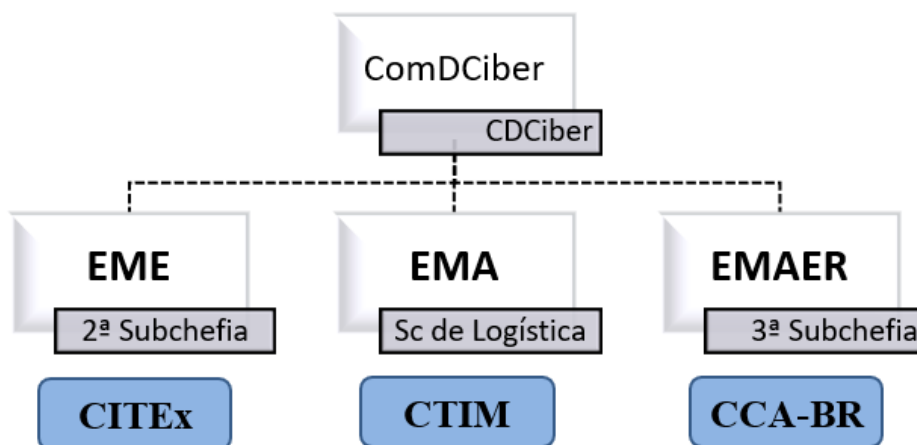 ComDCiber
CDCiber
EME
EMA
EMAER
2ª Subchefia
Sc de Logística
3ª Subchefia
CITEx
CTIM
CCA-BR